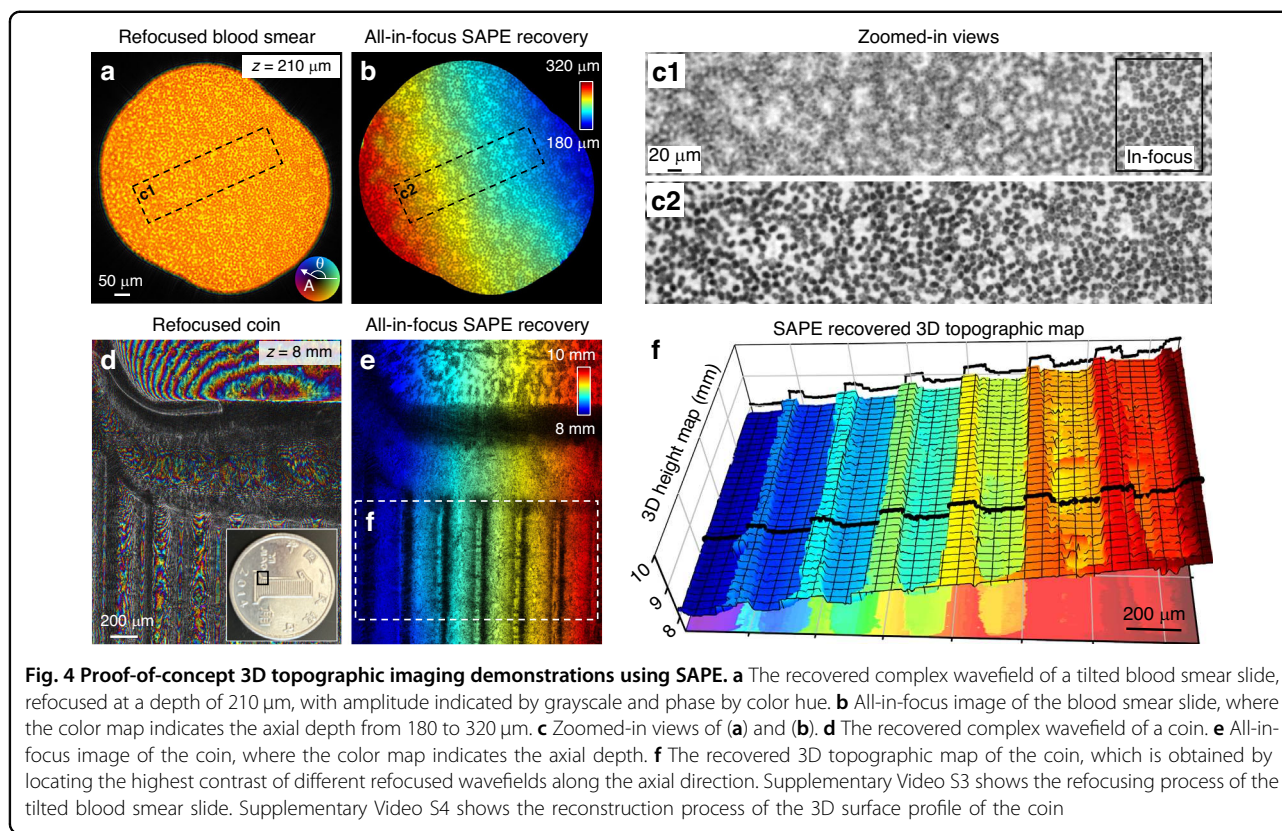 Refocused blood smear
All-in-focus SAPE recovery
Zoomed-in views
a
z = 210 μm
c1
50 μm
θ
A
b
320 μm
180 μm
c2
c1
20 μm
In-focus
c2
Refocused coin
All-in-focus SAPE recovery
SAPE recovered 3D topographic map
d
z = 8 mm
200 μm
e
10 mm
8 mm
f
f
3D height map (mm)
10
9
8
200 μm
Fig. 4 Proof-of-concept 3D topographic imaging demonstrations using SAPE. a The recovered complex wavefield of a tilted blood smear slide,
refocused at a depth of 210 μm, with amplitude indicated by grayscale and phase by color hue. b All-in-focus image of the blood smear slide, where
the color map indicates the axial depth from 180 to 320 μm. c Zoomed-in views of (a) and (b). d The recovered complex wavefield of a coin. e All-in-
focus image of the coin, where the color map indicates the axial depth. f The recovered 3D topographic map of the coin, which is obtained by
locating the highest contrast of different refocused wavefields along the axial direction. Supplementary Video S3 shows the refocusing process of the
tilted blood smear slide. Supplementary Video S4 shows the reconstruction process of the 3D surface profile of the coin